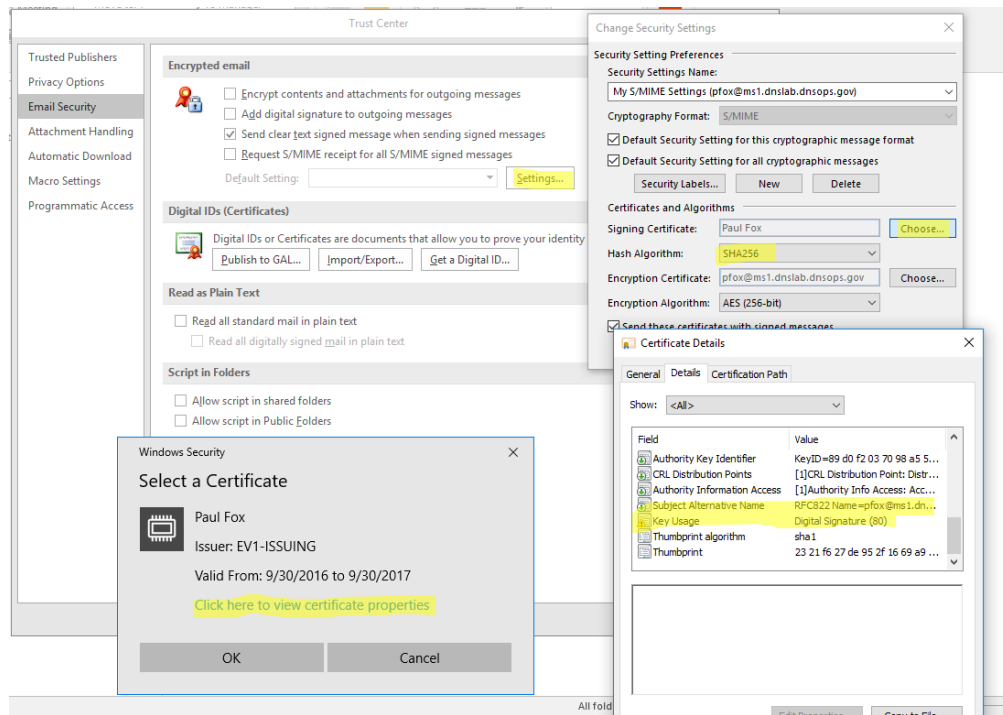 Trust Center
Trusted Publishers
Privacy Options
Email Security
Attachment Handling
Automatic Download
Macro Settings
Programmatic Access
Encrypted email
Encrypt contents and attachments for outgoing messages
Add digital signature to outgoing messages
Send clear text signed message when sending signed messages
Request S/MIME receipt for all S/MIME signed messages
Default Setting:
Settings...
Digital IDs (Certificates)
Digital IDs or Certificates are documents that allow you to prove your identity
Publish to GAL... Import/Export... Get a Digital ID...
Read as Plain Text
Read all standard mail in plain text
Read all digitally signed mail in plain text
Script in Folders
Allow script in shared folders
Allow script in Public Folders
Change Security Settings
Security Setting Preferences
Security Settings Name:
My S/MIME Settings (pfox@ms1.dnslab.dnsops.gov)
Cryptography Format: S/MIME
Default Security Setting for this cryptographic message format
Default Security Setting for all cryptographic messages
Security Labels... New Delete
Certificates and Algorithms
Signing Certificate: Paul Fox Choose...
Hash Algorithm: SHA256
Encryption Certificate: pfox@ms1.dnslab.dnsops.gov Choose...
Encryption Algorithm: AES (256-bit)
Send these certificates with signed messages
Certificate Details
General Details Certification Path
Show: <All>
Field Value
Authority Key Identifier KeyID=89 d0 f2 03 70 98 a5 5...
CRL Distribution Points [1]CRL Distribution Point: Distr...
Authority Information Access [1]Authority Info Access: Acc...
Subject Alternative Name RFC822 Name=pfox@ms1.dn...
Key Usage Digital Signature (80)
Thumbprint algorithm sha1
Thumbprint 23 21 f6 27 de 95 2f 16 69 a9 ...
Edit Properties... Copy to File...
Windows Security
Select a Certificate
Paul Fox
Issuer: EV1-ISSUING
Valid From: 9/30/2016 to 9/30/2017
Click here to view certificate properties
OK Cancel
All fold